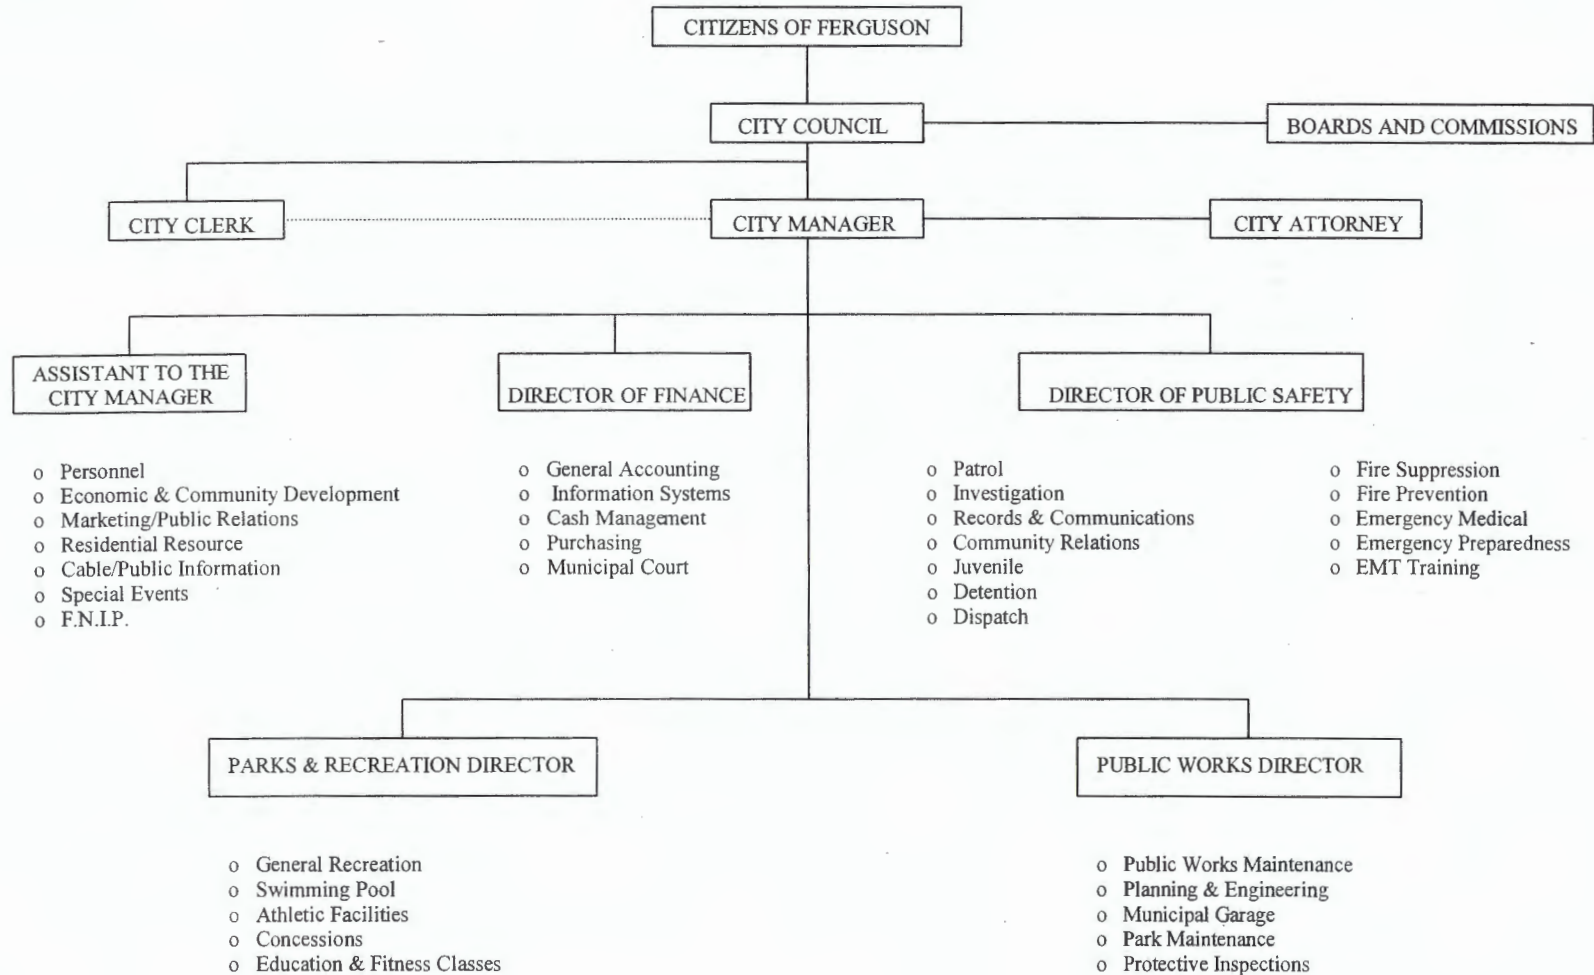 CITIZENS OF FERGUSON
CITY COUNCIL
BOARDS AND COMMISSIONS
CITY CLERK
CITY MANAGER
CITY ATTORNEY
ASSISTANT TO THE
CITY MANAGER
DIRECTOR OF FINANCE
DIRECTOR OF PUBLIC SAFETY
o Personnel
o Economic & Community Development
o Marketing/Public Relations
o Residential Resource
o Cable/Public Information
o Special Events
o F.N.I.P.
o General Accounting
o Information Systems
o Cash Management
o Purchasing
o Municipal Court
o Patrol
o Investigation
o Records & Communications
o Community Relations
o Juvenile
o Detention
o Dispatch
o Fire Suppression
o Fire Prevention
o Emergency Medical
o Emergency Preparedness
o EMT Training
PARKS & RECREATION DIRECTOR
PUBLIC WORKS DIRECTOR
o General Recreation
o Swimming Pool
o Athletic Facilities
o Concessions
o Education & Fitness Classes
o Public Works Maintenance
o Planning & Engineering
o Municipal Garage
o Park Maintenance
o Protective Inspections